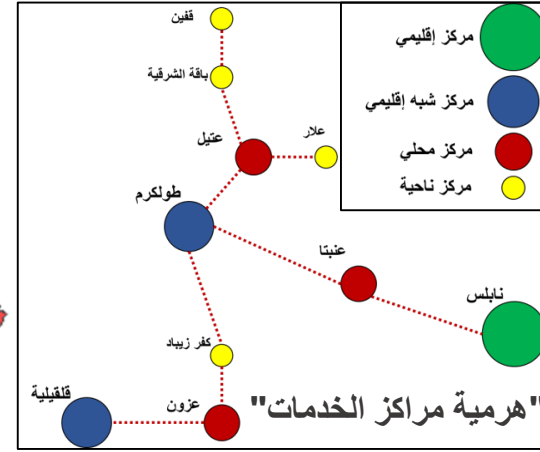 قفين
باقة الشرقية
علار
عتيل
طولكرم
عنبتا
نابلس
كفر زيباد
عزون
قلقيلية
مركز إقليمي
مركز شبه إقليمي
مركز محلي
مركز ناحية
"هرمية مراكز الخدمات"